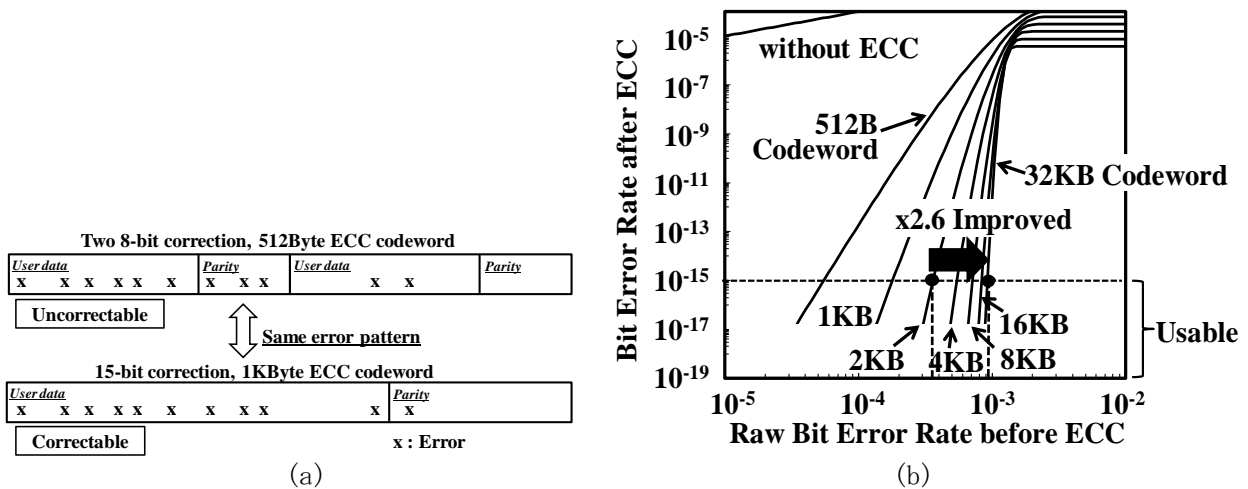 Two 8-bit correction, 512Byte ECC codeword
User data Parity User data Parity
x x x x x x x x x x x
Uncorrectable
Same error pattern
15-bit correction, 1KByte ECC codeword
User data Parity
x x x x x x x x x x x
Correctable
x : Error
(a)
Bit Error Rate after ECC
10-5
10-7
10-9
10-11
10-13
10-15
10-17
10-19
without ECC
512B
Codeword
32KB Codeword
x2.6 Improved
1KB
2KB
4KB
8KB
16KB
Usable
10-5 10-4 10-3 10-2
Raw Bit Error Rate before ECC
(b)